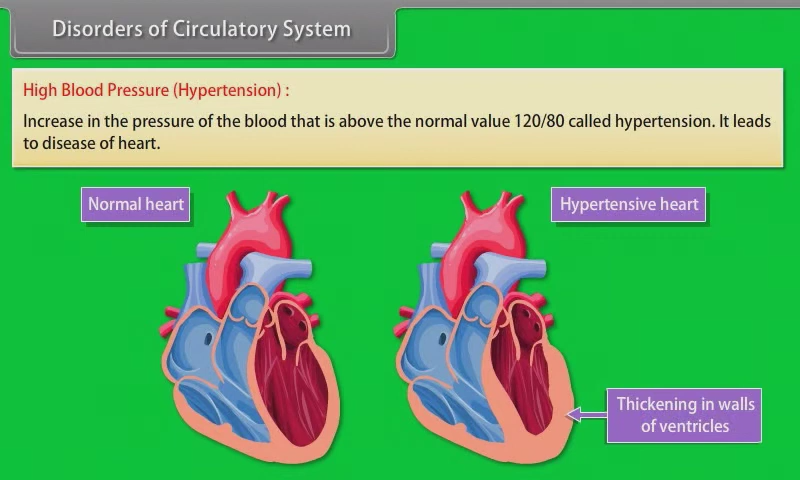 Disorders of Circulatory System
High Blood Pressure (Hypertension) :
Increase in the pressure of the blood that is above the normal value 120/80 called hypertension. It leads
to disease of heart.
Normal heart
Hypertensive heart
Thickening in walls
of ventricles